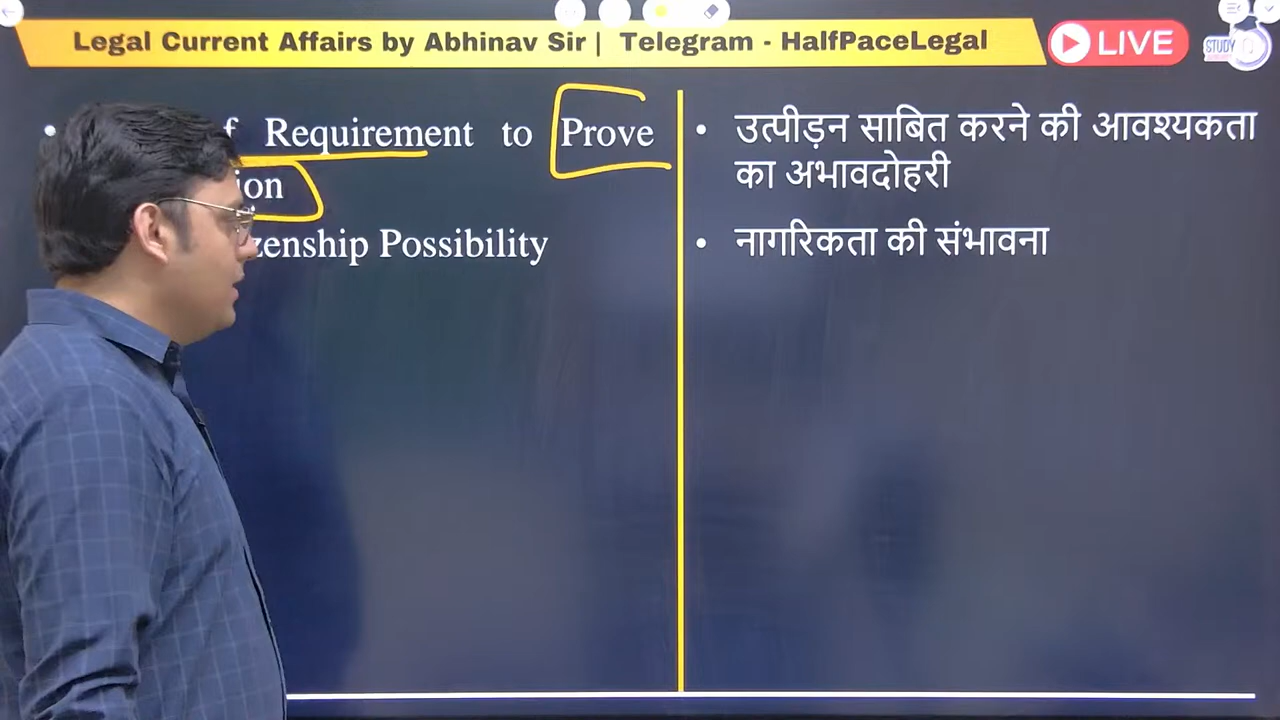 Legal Current Affairs by Abhinav Sir | Telegram - HalfPaceLegal
LIVE
STUDY
• f Requirement to Prove
ion
zenship Possibility
• उत्पीड़न साबित करने की आवश्यकता
का अभावदोहरी
• नागरिकता की संभावना